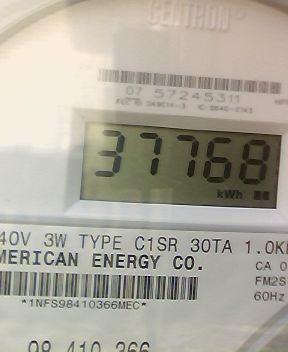 CENTRON
07 57245311
37768
kWh
40V 3W TYPE C1SR 30TA 1.0K
MERICAN ENERGY CO.
CA 0
FM2S
60Hz
*1NFS98410366MEC*
98 410 366